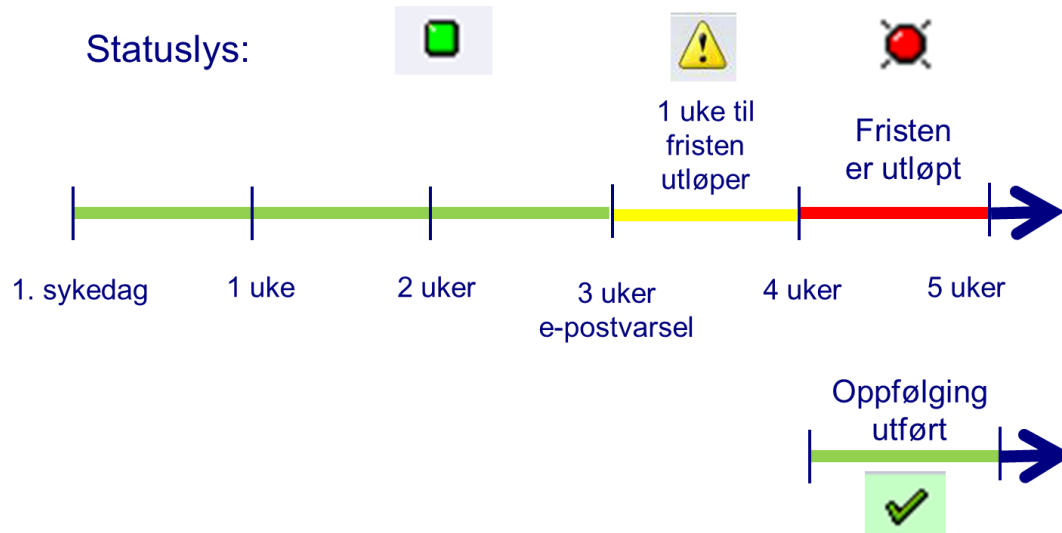 Statuslys:
1 uke til
fristen
utløper
Fristen
er utløpt
1. sykedag
1 uke
2 uker
3 uker
e-postvarsel
4 uker
5 uker
Oppfølging
utført